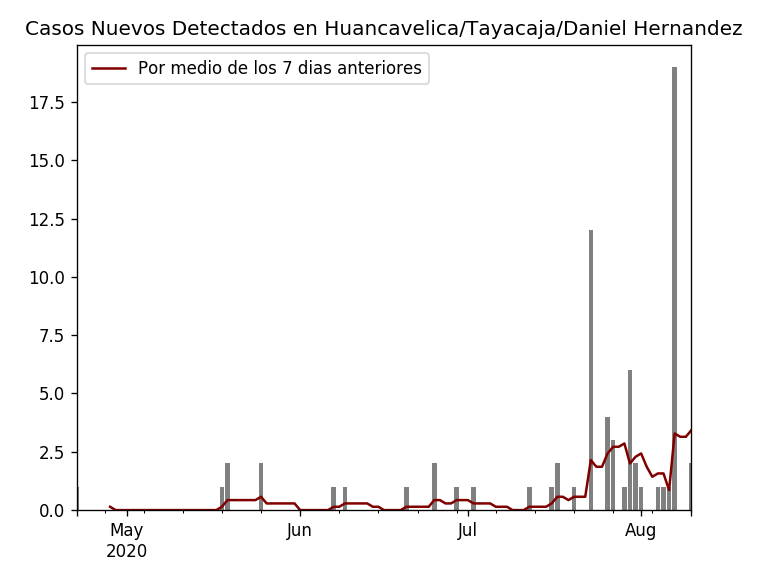 Casos Nuevos Detectados en Huancavelica/Tayacaja/Daniel Hernandez
Por medio de los 7 dias anteriores
17.5
15.0
12.5
10.0
7.5
5.0
2.5
0.0
May
2020
Jun
Jul
Aug